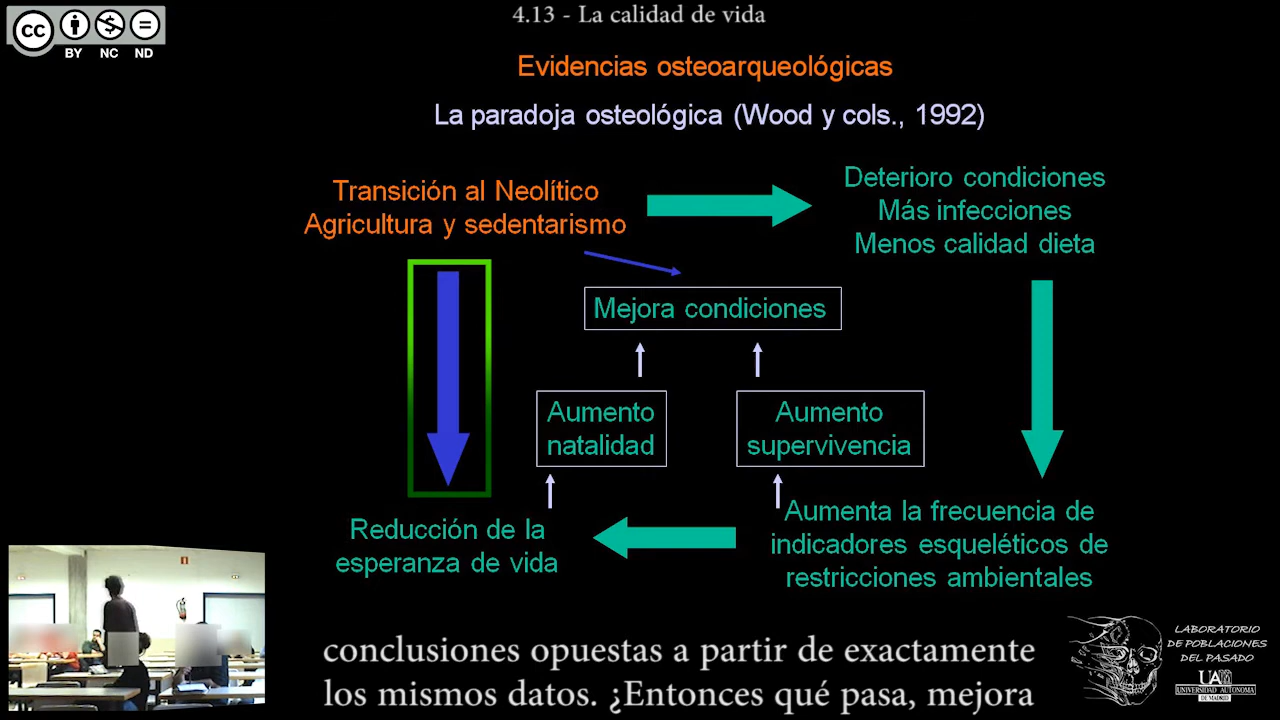 4.13 - La calidad de vida
cc
BY NC ND
Evidencias osteoarqueológicas
La paradoja osteológica (Wood y cols., 1992)
Transición al Neolítico
Agricultura y sedentarismo
Deterioro condiciones
Más infecciones
Menos calidad dieta
Mejora condiciones
Aumento
natalidad
Aumento
supervivencia
Reducción de la
esperanza de vida
Aumenta la frecuencia de
indicadores esqueléticos de
restricciones ambientales
conclusiones opuestas a partir de exactamente
los mismos datos. ¿Entonces qué pasa, mejora
LABORATORIO
DE POBLACIONES
DEL PASADO
UAM
UNIVERSIDAD AUTONOMA
DE MADRID